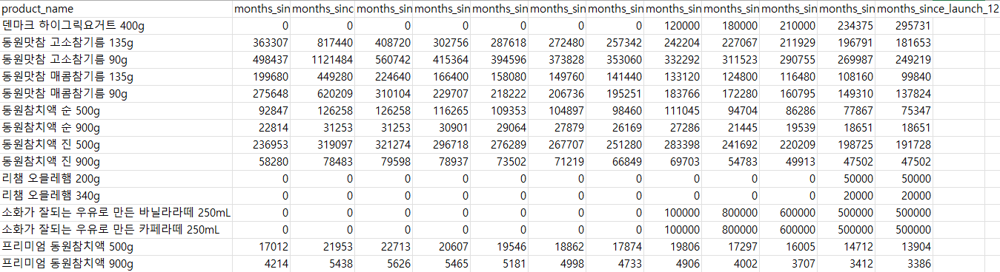 product_name months_sin months_sinc months_sin months_sin months_sin months_sin months_sin months_sin months_sin months_sin months_sin months_since_launch_12
덴마크 하이그릭요거트 400g 0 0 0 0 0 0 0 120000 180000 210000 234375 295731
동원맛참 고소참기름 135g 363307 817440 408720 302756 287618 272480 257342 242204 227067 211929 196791 181653
동원맛참 고소참기름 90g 498437 1121484 560742 415364 394596 373828 353060 332292 311523 290755 269987 249219
동원맛참 매콤참기름 135g 199680 449280 224640 166400 158080 149760 141440 133120 124800 116480 108160 99840
동원맛참 매콤참기름 90g 275648 620209 310104 229707 218222 206736 195251 183766 172280 160795 149310 137824
동원참치액 순 500g 92847 126258 126258 116265 109353 104897 98460 111045 94704 86286 77867 75347
동원참치액 순 900g 22814 31253 31253 30901 29064 27879 26169 27286 21445 19539 18651 18651
동원참치액 진 500g 236953 319097 321274 296718 276289 267707 251280 283398 241692 220209 198725 191728
동원참치액 진 900g 58280 78483 79598 78937 73502 71219 66849 69703 54783 49913 47502 47502
리챔 오믈레햄 200g 0 0 0 0 0 0 0 0 0 0 50000 50000
리챔 오믈레햄 340g 0 0 0 0 0 0 0 0 0 0 20000 20000
소화가 잘되는 우유로 만든 바닐라라떼 250mL 0 0 0 0 0 0 0 100000 800000 600000 500000 500000
소화가 잘되는 우유로 만든 카페라떼 250mL 0 0 0 0 0 0 0 100000 800000 600000 500000 500000
프리미엄 동원참치액 500g 17012 21953 22713 20607 19546 18862 17874 19806 17297 16005 14712 13904
프리미엄 동원참치액 900g 4214 5438 5626 5465 5181 4998 4733 4906 4002 3707 3412 3386